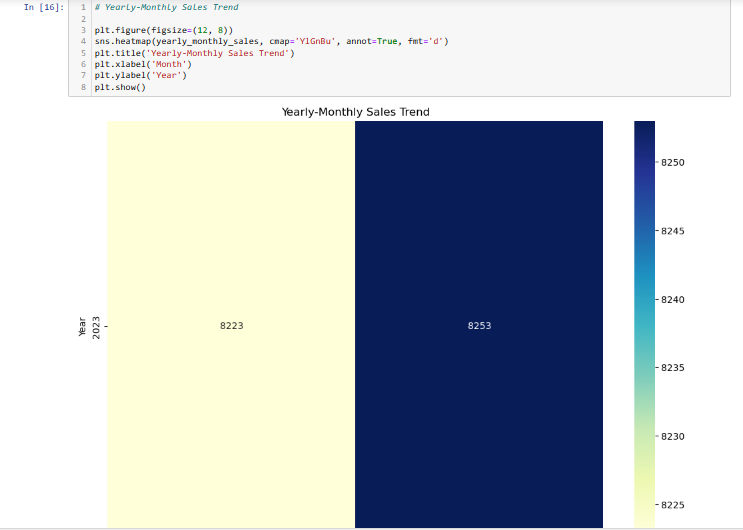 In [16]:
1 # Yearly-Monthly Sales Trend
2
3 plt.figure(figsize=(12, 8))
4 sns.heatmap(yearly_monthly_sales, cmap='YlGnBu', annot=True, fmt='d')
5 plt.title('Yearly-Monthly Sales Trend')
6 plt.xlabel('Month')
7 plt.ylabel('Year')
8 plt.show()
Yearly-Monthly Sales Trend
Year
2023
8223
8253
8250
8245
8240
8235
8230
8225